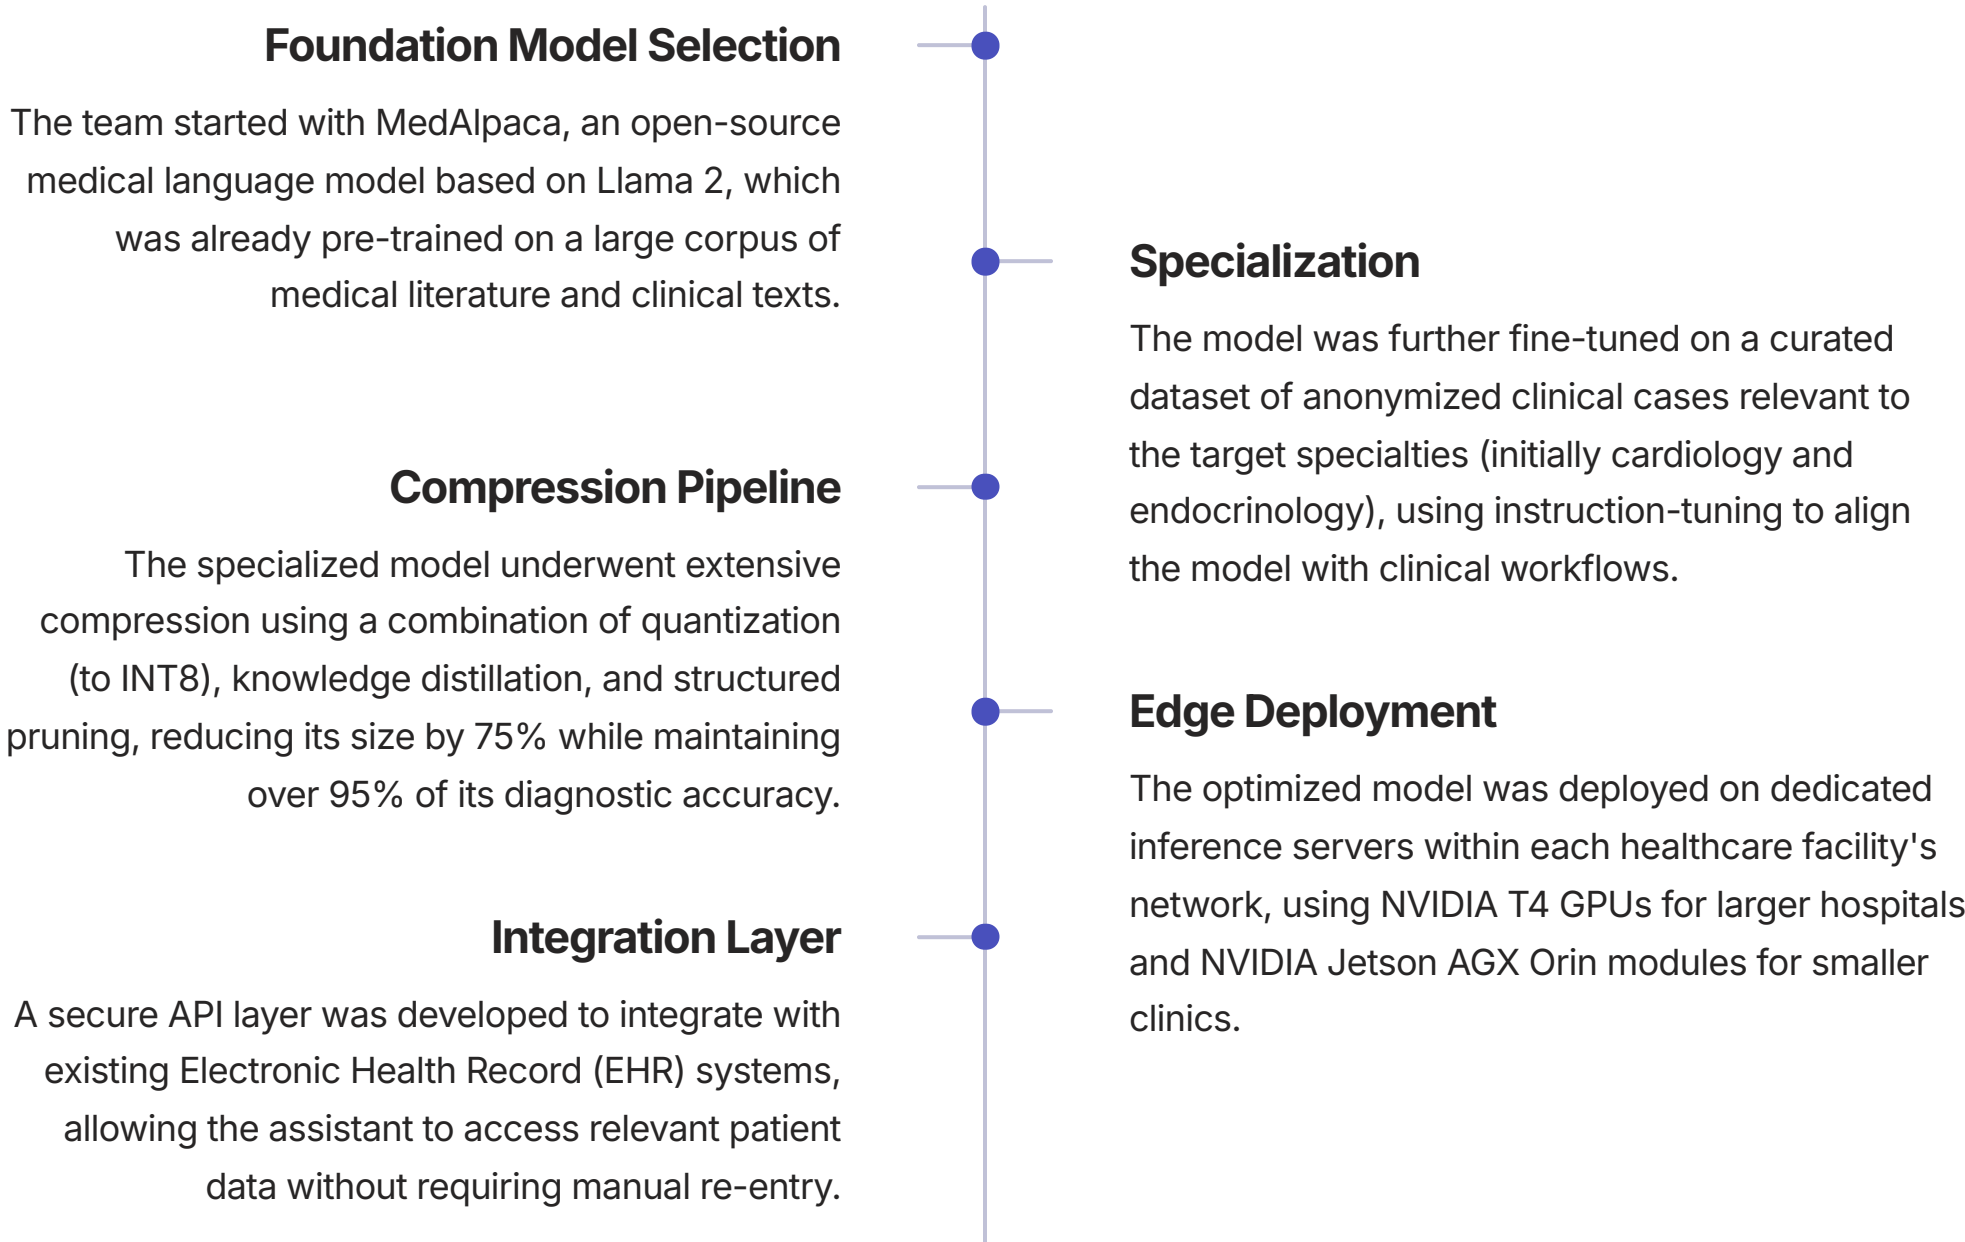 Foundation Model Selection
The team started with MedAlpaca, an open-source
medical language model based on Llama 2, which
was already pre-trained on a large corpus of
medical literature and clinical texts.
Specialization
The model was further fine-tuned on a curated
dataset of anonymized clinical cases relevant to
the target specialties (initially cardiology and
endocrinology), using instruction-tuning to align
the model with clinical workflows.
Compression Pipeline
The specialized model underwent extensive
compression using a combination of quantization
(to INT8), knowledge distillation, and structured
pruning, reducing its size by 75% while maintaining
over 95% of its diagnostic accuracy.
Edge Deployment
The optimized model was deployed on dedicated
inference servers within each healthcare facility's
network, using NVIDIA T4 GPUs for larger hospitals
and NVIDIA Jetson AGX Orin modules for smaller
clinics.
Integration Layer
A secure API layer was developed to integrate with
existing Electronic Health Record (EHR) systems,
allowing the assistant to access relevant patient
data without requiring manual re-entry.